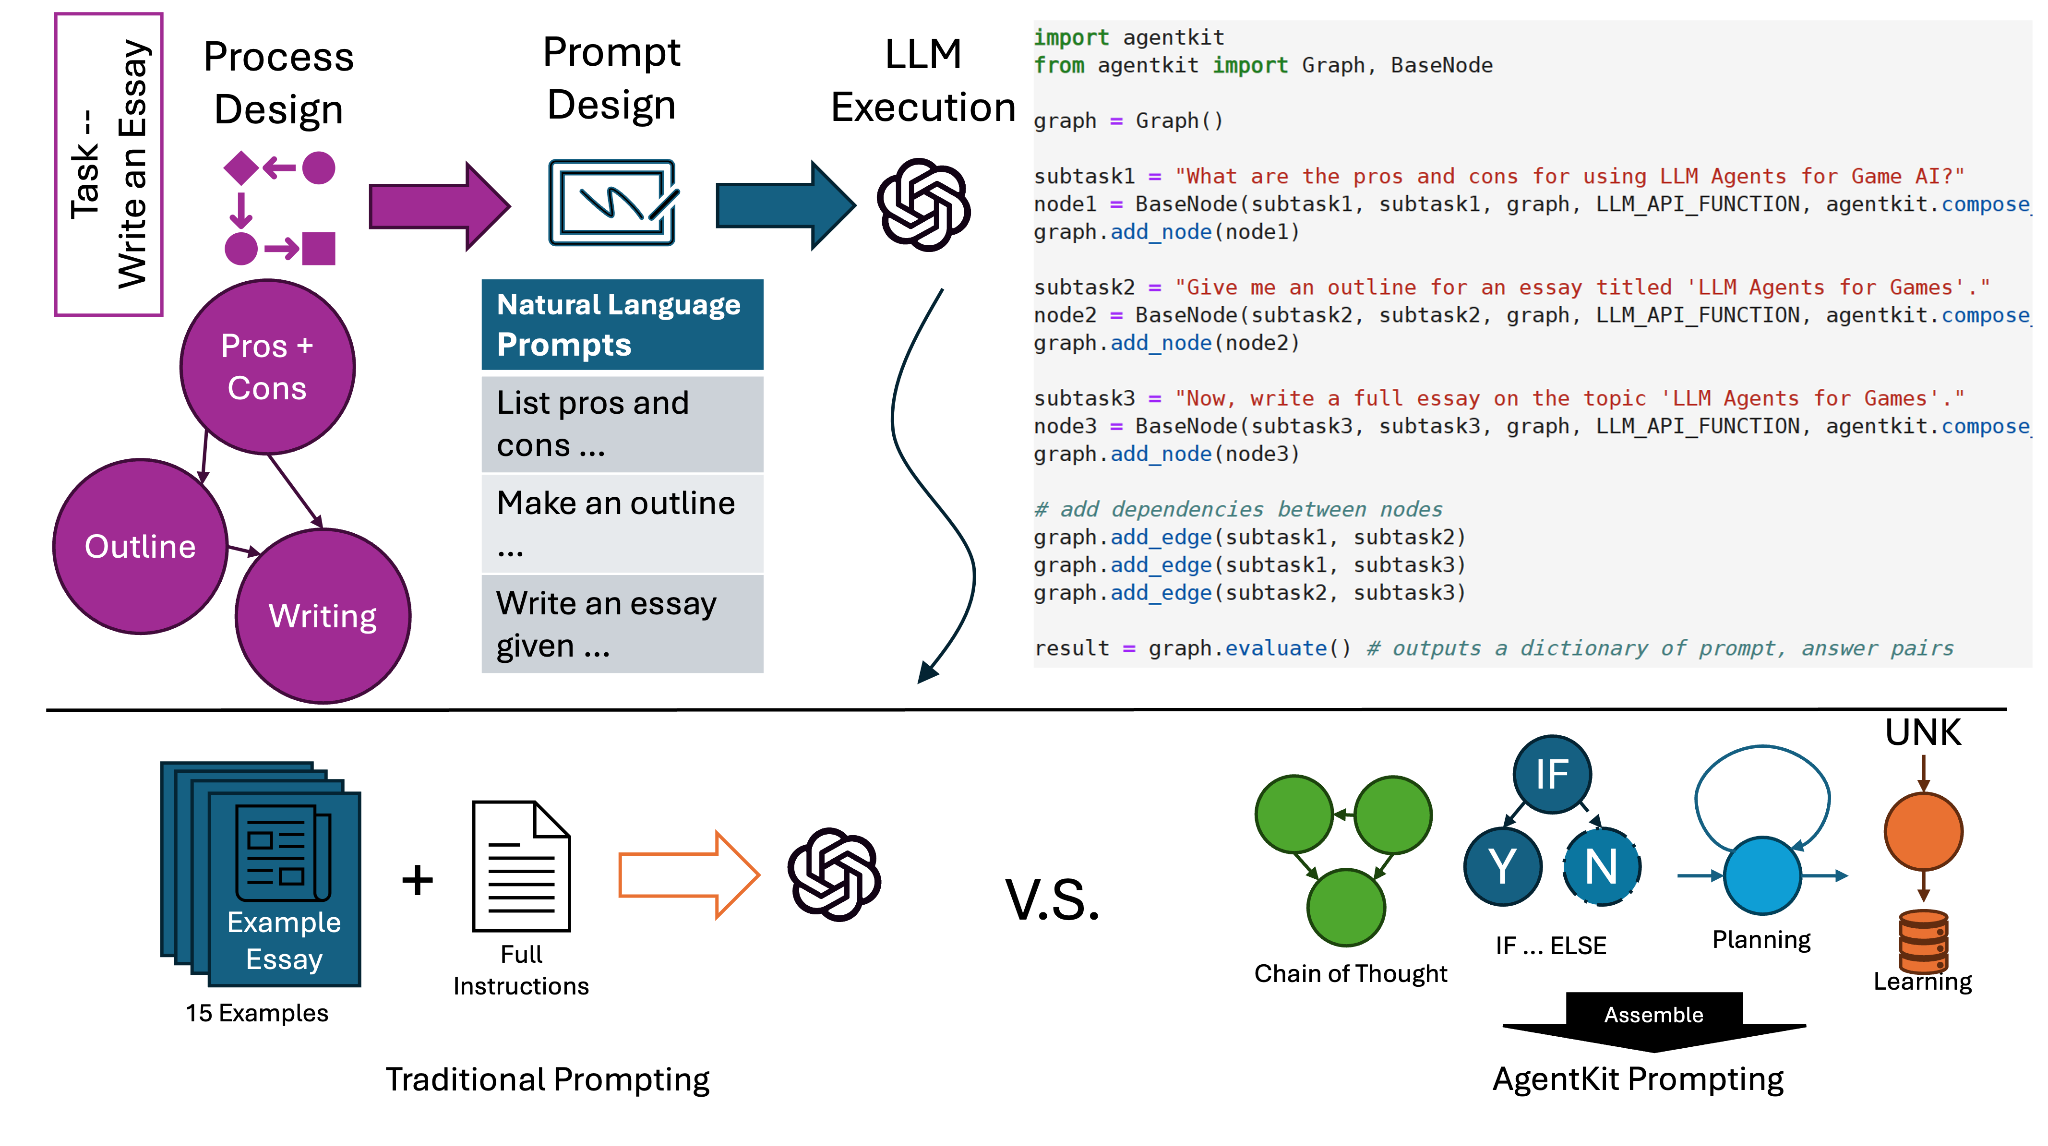 Task --
Write an Essay
Process
Design
Prompt
Design
LLM
Execution
Pros +
Cons
Outline
Writing
Natural Language
Prompts
List pros and
cons ...
Make an outline
...
Write an essay
given ...
import agentkit
from agentkit import Graph, BaseNode
graph = Graph()
subtask1 = "What are the pros and cons for using LLM Agents for Game AI?"
node1 = BaseNode(subtask1, subtask1, graph, LLM_API_FUNCTION, agentkit.compose_
graph.add_node(node1)
subtask2 = "Give me an outline for an essay titled 'LLM Agents for Games'."
node2 = BaseNode(subtask2, subtask2, graph, LLM_API_FUNCTION, agentkit.compose_
graph.add_node(node2)
subtask3 = "Now, write a full essay on the topic 'LLM Agents for Games'."
node3 = BaseNode(subtask3, subtask3, graph, LLM_API_FUNCTION, agentkit.compose_
graph.add_node(node3)
# add dependencies between nodes
graph.add_edge(subtask1, subtask2)
graph.add_edge(subtask1, subtask3)
graph.add_edge(subtask2, subtask3)
result = graph.evaluate() # outputs a dictionary of prompt, answer pairs
Example
Essay
15 Examples
+
Full
Instructions
Traditional Prompting
V.S.
Chain of Thought
IF
Y
N
IF ... ELSE
Planning
UNK
Learning
Assemble
AgentKit Prompting